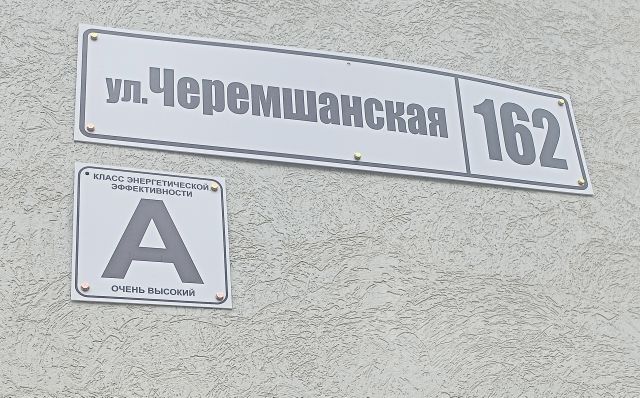 ул.Черемшанская 162
КЛАСС ЭНЕРГЕТИЧЕСКОЙ
ЭФФЕКТИВНОСТИ
А
ОЧЕНЬ ВЫСОКИЙ